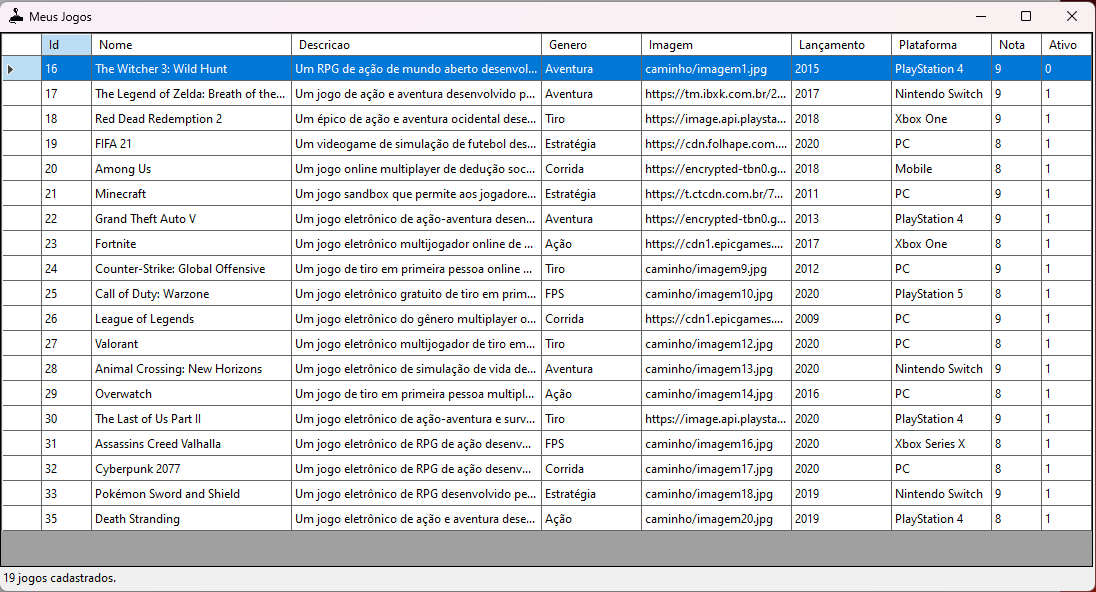 Meus Jogos
Id Nome Descricao Genero Imagem Lançamento Plataforma Nota Ativo
16 The Witcher 3: Wild Hunt Um RPG de ação de mundo aberto desenvol... Aventura caminho/imagem1.jpg 2015 PlayStation 4 9 0
17 The Legend of Zelda: Breath of the... Um jogo de ação e aventura desenvolvido p... Aventura https://tm.ibxk.com.br/2... 2017 Nintendo Switch 9 1
18 Red Dead Redemption 2 Um épico de ação e aventura ocidental dese... Tiro https://image.api.playsta... 2018 Xbox One 9 1
19 FIFA 21 Um videogame de simulação de futebol des... Estratégia https://cdn.folhape.com.... 2020 PC 8 1
20 Among Us Um jogo online multiplayer de dedução soc... Corrida https://encrypted-tbn0.g... 2018 Mobile 8 1
21 Minecraft Um jogo sandbox que permite aos jogadore... Estratégia https://t.ctcdn.com.br/7... 2011 PC 9 1
22 Grand Theft Auto V Um jogo eletrônico de ação-aventura desen... Aventura https://encrypted-tbn0.g... 2013 PlayStation 4 9 1
23 Fortnite Um jogo eletrônico multijogador online de ... Ação https://cdn1.epicgames.... 2017 Xbox One 8 1
24 Counter-Strike: Global Offensive Um jogo de tiro em primeira pessoa online ... Tiro caminho/imagem9.jpg 2012 PC 9 1
25 Call of Duty: Warzone Um jogo eletrônico gratuito de tiro em prim... FPS caminho/imagem10.jpg 2020 PlayStation 5 8 1
26 League of Legends Um jogo eletrônico do gênero multiplayer o... Corrida https://cdn1.epicgames.... 2009 PC 9 1
27 Valorant Um jogo eletrônico multijogador de tiro em... Tiro caminho/imagem12.jpg 2020 PC 8 1
28 Animal Crossing: New Horizons Um jogo eletrônico de simulação de vida de... Aventura caminho/imagem13.jpg 2020 Nintendo Switch 9 1
29 Overwatch Um jogo de tiro em primeira pessoa multipl... Ação caminho/imagem14.jpg 2016 PC 8 1
30 The Last of Us Part II Um jogo eletrônico de ação-aventura e surv... Tiro https://image.api.playsta... 2020 PlayStation 4 9 1
31 Assassins Creed Valhalla Um jogo eletrônico de RPG de ação desenv... FPS caminho/imagem16.jpg 2020 Xbox Series X 8 1
32 Cyberpunk 2077 Um jogo eletrônico de RPG de ação desenv... Corrida caminho/imagem17.jpg 2020 PC 8 1
33 Pokémon Sword and Shield Um jogo eletrônico de RPG desenvolvido pe... Estratégia caminho/imagem18.jpg 2019 Nintendo Switch 9 1
35 Death Stranding Um jogo eletrônico de ação e aventura dese... Ação caminho/imagem20.jpg 2019 PlayStation 4 8 1
19 jogos cadastrados.